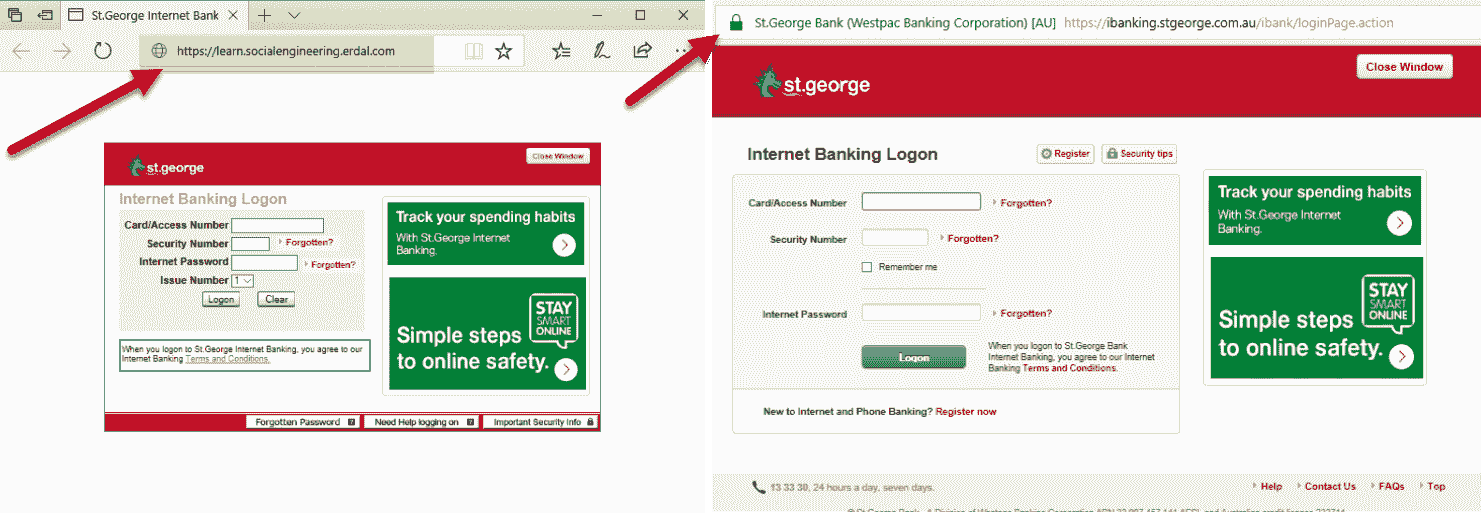 St.George Internet Bank
https://learn.socialengineering.erdal.com
st.george
Close Window
Internet Banking Logon
Card/Access Number
Security Number
Forgotten?
Internet Password
Forgotten?
Issue Number 1
Logon Clear
When you logon to St.George Internet Banking, you agree to our
Internet Banking Terms and Conditions.
Track your spending habits
With St.George Internet
Banking.
STAY
SMART
ONLINE
Simple steps
to online safety.
Forgotten Password ? Need Help logging on ? Important Security Info
St.George Bank (Westpac Banking Corporation) [AU] https://ibanking.stgeorge.com.au/ibank/loginPage.action
st.george
Close Window
Internet Banking Logon
Register Security tips
Card/Access Number
Forgotten?
Security Number
Forgotten?
Remember me
Internet Password
Forgotten?
Logon
When you logon to St.George Bank
Internet Banking, you agree to our Internet
Banking Terms and Conditions.
New to Internet and Phone Banking? Register now
Track your spending habits
With St.George Internet
Banking.
STAY
SMART
ONLINE
Simple steps
to online safety.
13 33 30, 24 hours a day, seven days.
Help Contact Us FAQs Top